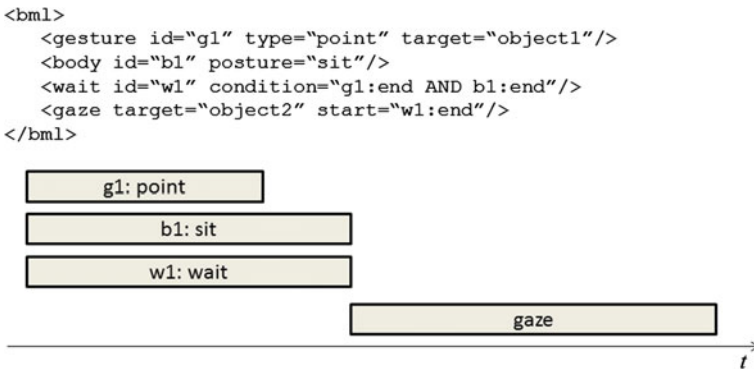 <bml>
<gesture id=“g1” type=“point” target=“object1”/>
<body id=“b1” posture=“sit”/>
<wait id=“w1” condition=“g1:end AND b1:end”/>
<gaze target=“object2” start=“w1:end”/>
</bml>
g1: point
b1: sit
w1: wait
gaze
t